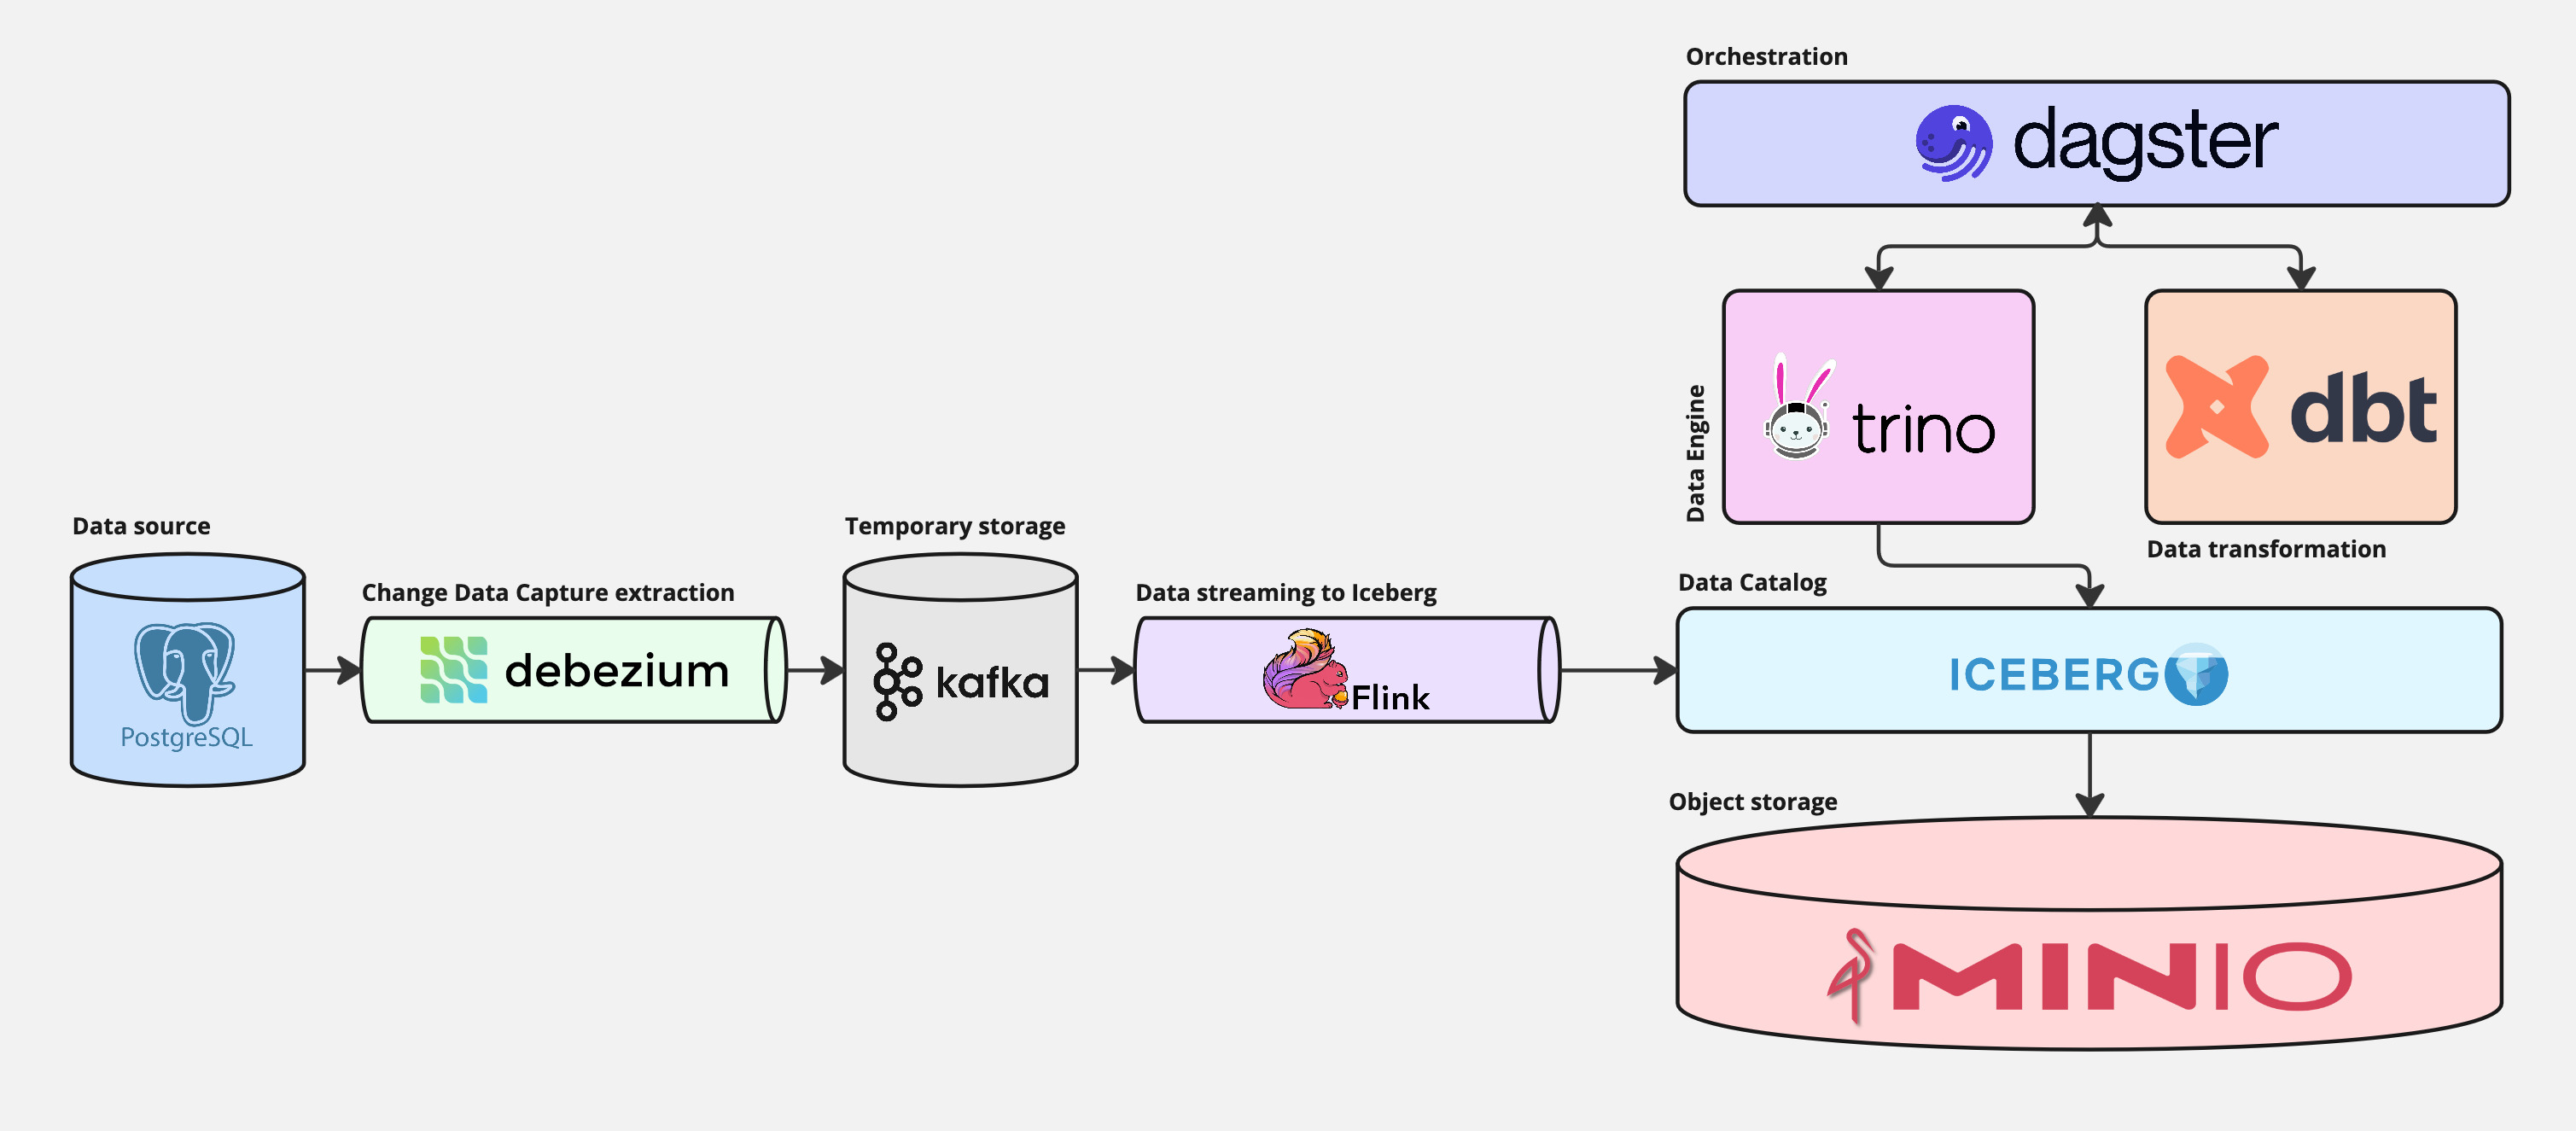 Orchestration
dagster
Data Engine
trino
dbt
Data transformation
Data source
PostgreSQL
Change Data Capture extraction
debezium
Temporary storage
kafka
Data streaming to Iceberg
Flink
Data Catalog
ICEBERG
Object storage
MINIO